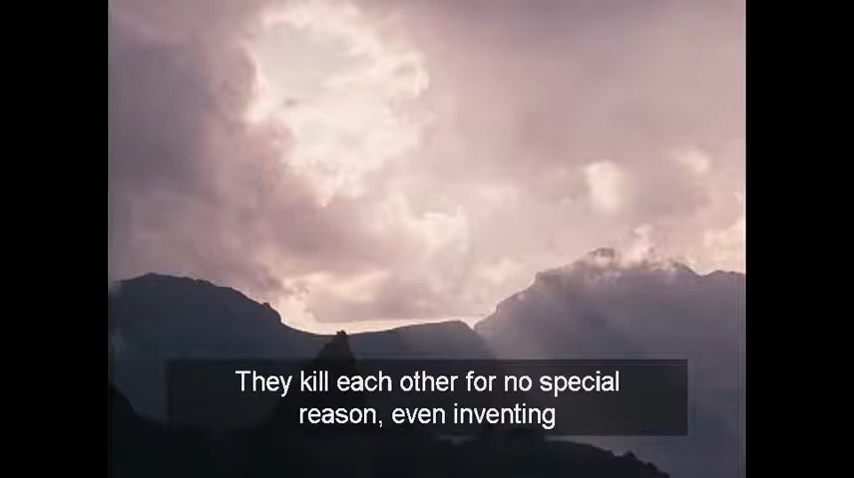 They kill each other for no special
reason, even inventing